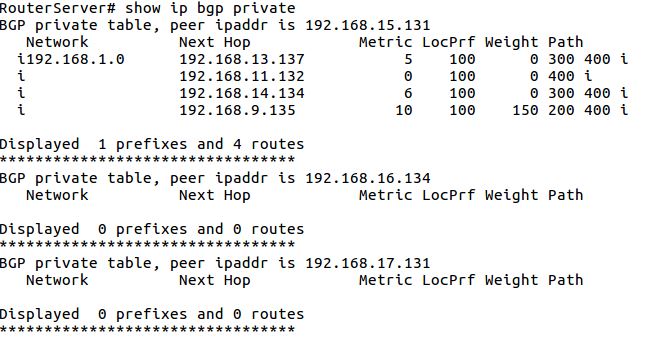 RouterServer# show ip bgp private
BGP private table, peer ipaddr is 192.168.15.131
   Network          Next Hop            Metric LocPrf Weight Path
  i192.168.1.0      192.168.13.137           5    100      0 300 400 i
  i                 192.168.11.132           0    100      0 400 i
  i                 192.168.14.134           6    100      0 300 400 i
  i                 192.168.9.135           10    100    150 200 400 i
Displayed  1 prefixes and 4 routes
**********************************
BGP private table, peer ipaddr is 192.168.16.134
   Network          Next Hop            Metric LocPrf Weight Path
Displayed  0 prefixes and 0 routes
**********************************
BGP private table, peer ipaddr is 192.168.17.131
   Network          Next Hop            Metric LocPrf Weight Path
Displayed  0 prefixes and 0 routes
**********************************